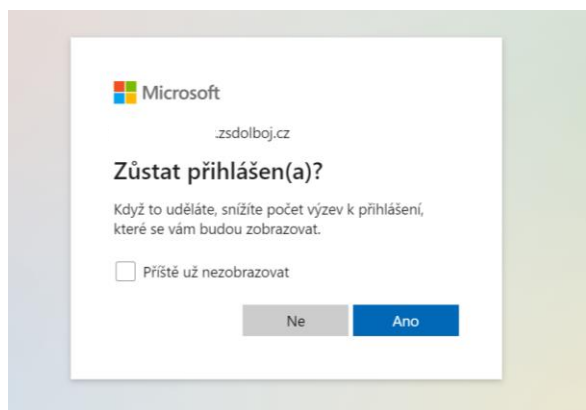 Microsoft
.zsdolboj.cz
Zůstat přihlášen(a)?
Když to uděláte, snížíte počet výzev k přihlášení,
které se vám budou zobrazovat.
Příště už nezobrazovat
Ne
Ano